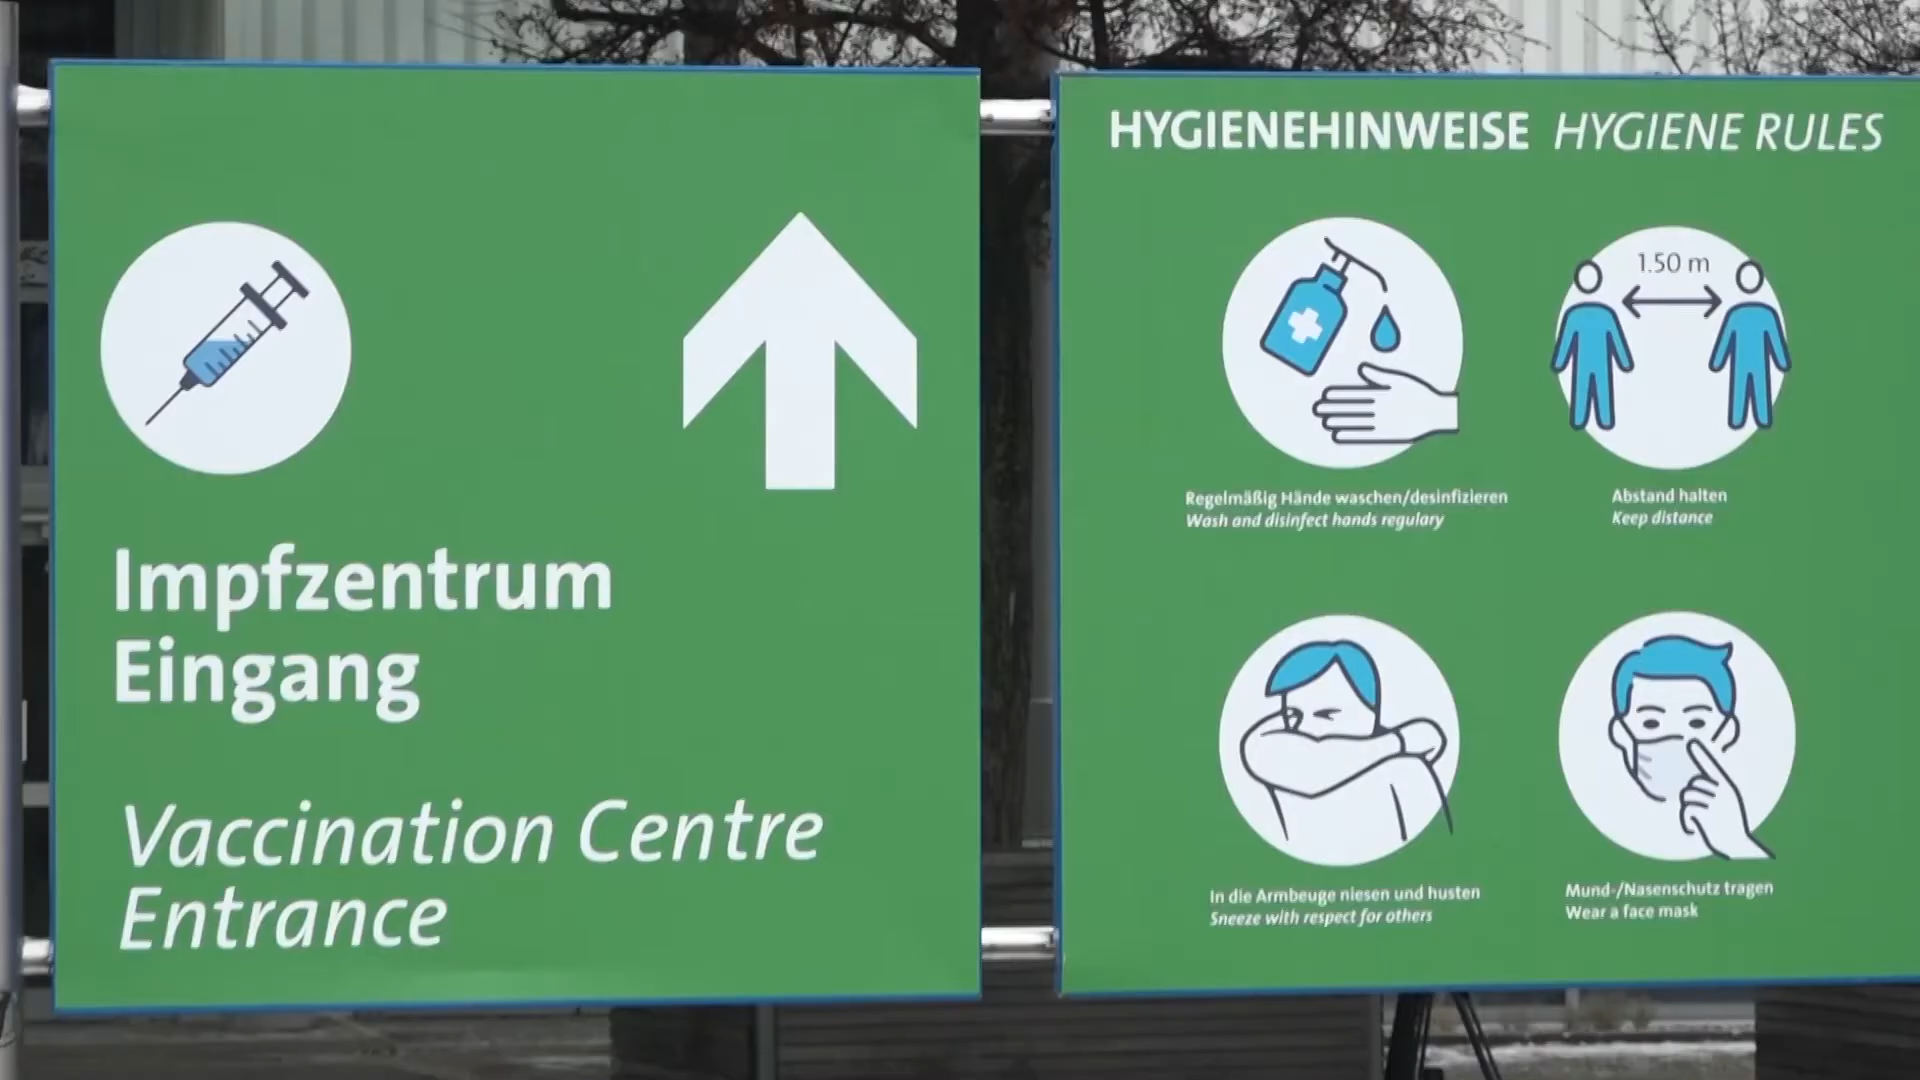 Impfzentrum
Eingang
Vaccination Centre
Entrance
HYGIENEHINWEISE HYGIENE RULES
1.50 m
Regelmäßig Hände waschen/desinfizieren
Wash and disinfect hands regulary
Abstand halten
Keep distance
In die Armbeuge niesen und husten
Sneeze with respect for others
Mund-/Nasenschutz tragen
Wear a face mask